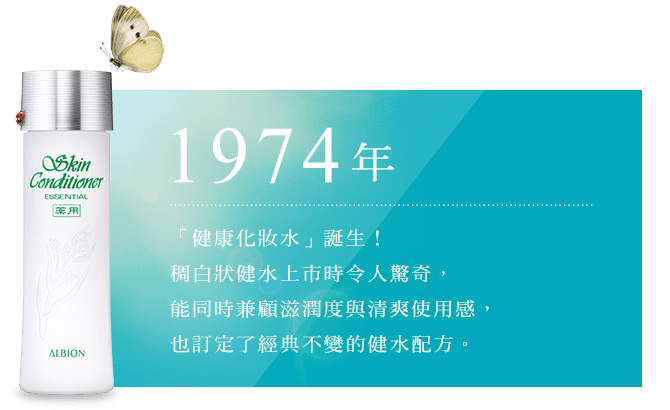 Skin
Conditioner
ESSENTIAL
薬用
ALBION
1974年
「健康化妝水」誕生！
稠白狀健水上市時令人驚奇，
能同時兼顧滋潤度與清爽使用感，
也訂定了經典不變的健水配方。